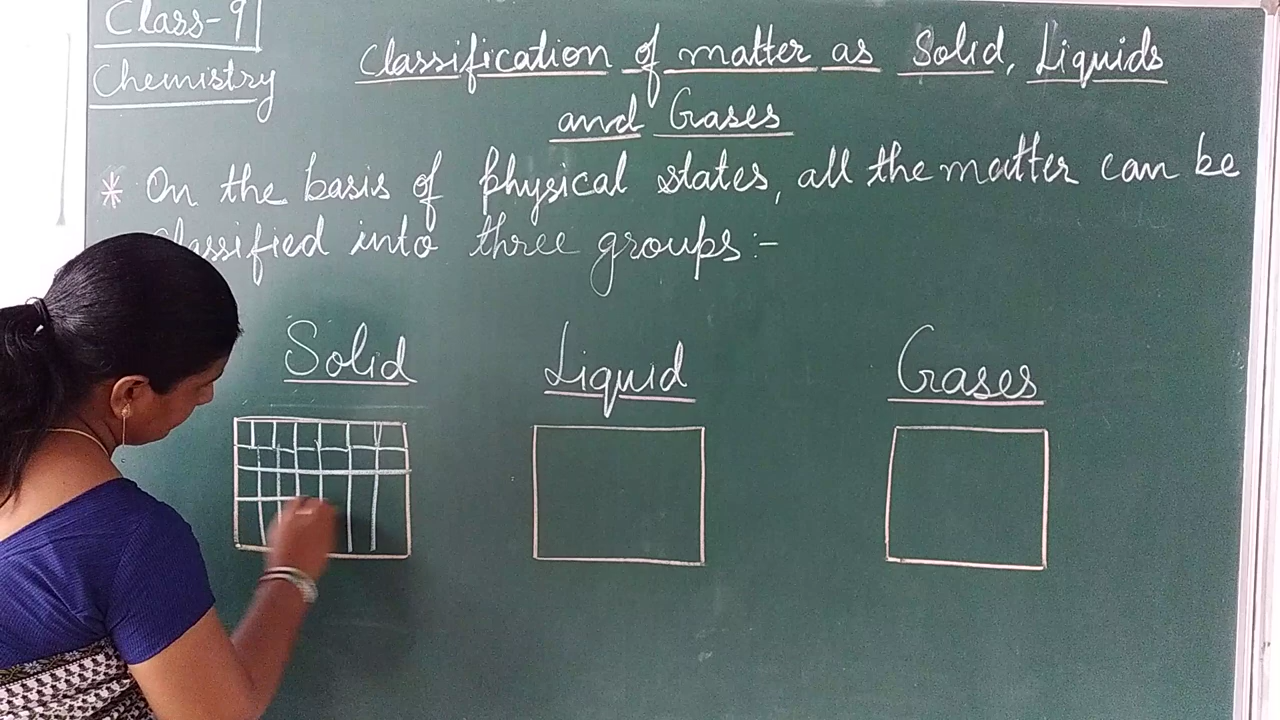 Class-9
Chemistry
Classification of matter as Solid, Liquids
and Gases
* On the basis of physical states, all the matter can be
classified into three groups:-
Solid Liquid Gases